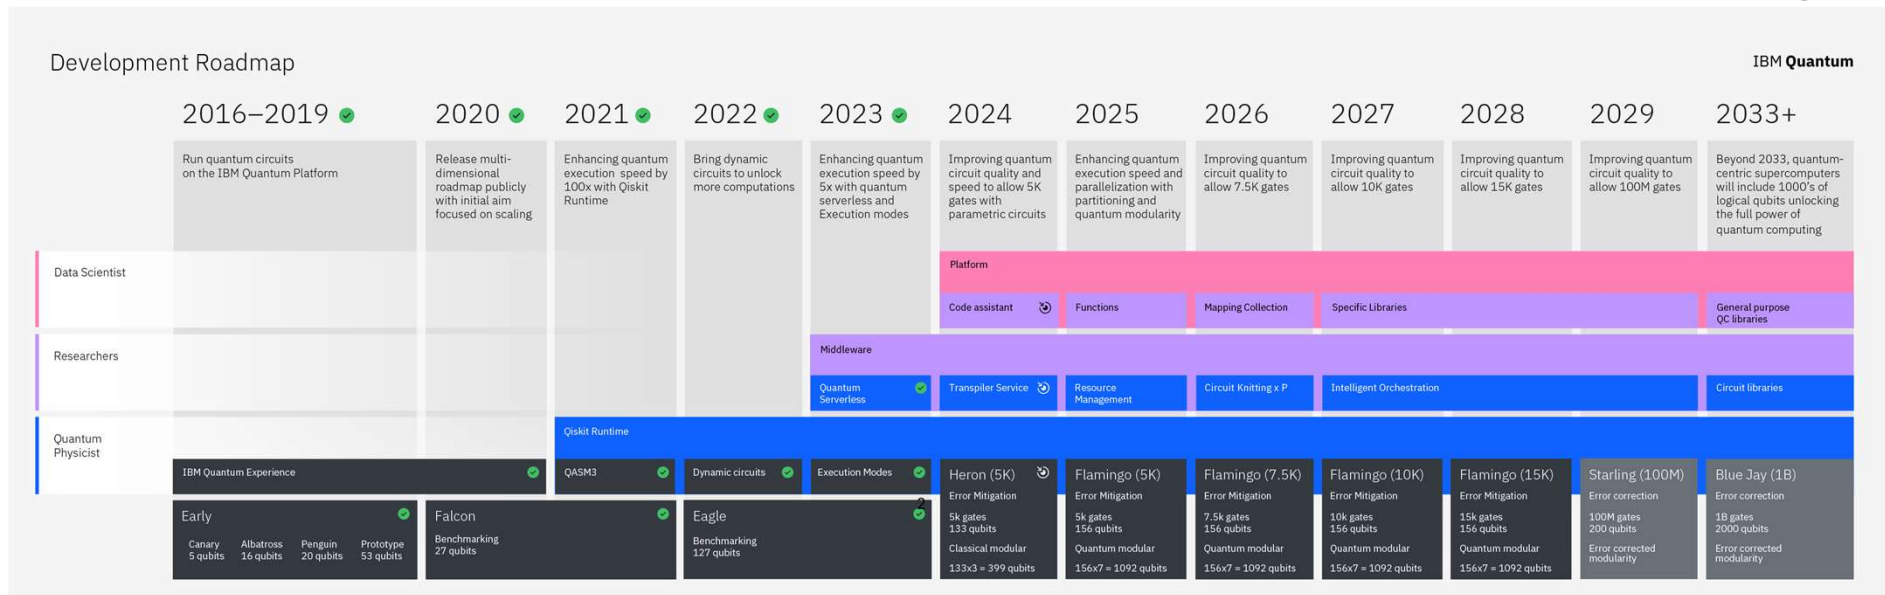 Development Roadmap
IBM Quantum
2016–2019
2020
2021
2022
2023
2024
2025
2026
2027
2028
2029
2033+
Run quantum circuits
on the IBM Quantum Platform
Release multi-
dimensional
roadmap publicly
with initial aim
focused on scaling
Enhancing quantum
execution speed by
100x with Qiskit
Runtime
Bring dynamic
circuits to unlock
more computations
Enhancing quantum
execution speed by
5x with quantum
serverless and
Execution modes
Improving quantum
circuit quality and
speed to allow 5K
gates with
parametric circuits
Enhancing quantum
execution speed and
parallelization with
partitioning and
quantum modularity
Improving quantum
circuit quality to
allow 7.5K gates
Improving quantum
circuit quality to
allow 10K gates
Improving quantum
circuit quality to
allow 15K gates
Improving quantum
circuit quality to
allow 100M gates
Beyond 2033, quantum-
centric supercomputers
will include 1000's of
logical qubits unlocking
the full power of
quantum computing
Data Scientist
Platform
Code assistant
Functions
Mapping Collection
Specific Libraries
General purpose
QC libraries
Researchers
Middleware
Quantum
Serverless
Transpiler Service
Resource
Management
Circuit Knitting x P
Intelligent Orchestration
Circuit libraries
Quantum
Physicist
Qiskit Runtime
IBM Quantum Experience
QASM3
Dynamic circuits
Execution Modes
Early
Canary
5 qubits
Albatross
16 qubits
Penguin
20 qubits
Prototype
53 qubits
Falcon
Benchmarking
27 qubits
Eagle
Benchmarking
127 qubits
2
Heron (5K)
Error Mitigation
5k gates
133 qubits
Classical modular
133x3 = 399 qubits
Flamingo (5K)
Error Mitigation
5k gates
156 qubits
Quantum modular
156x7 = 1092 qubits
Flamingo (7.5K)
Error Mitigation
7.5k gates
156 qubits
Quantum modular
156x7 = 1092 qubits
Flamingo (10K)
Error Mitigation
10k gates
156 qubits
Quantum modular
156x7 = 1092 qubits
Flamingo (15K)
Error Mitigation
15k gates
156 qubits
Quantum modular
156x7 = 1092 qubits
Starling (100M)
Error correction
100M gates
200 qubits
Error corrected
modularity
Blue Jay (1B)
Error correction
1B gates
2000 qubits
Error corrected
modularity